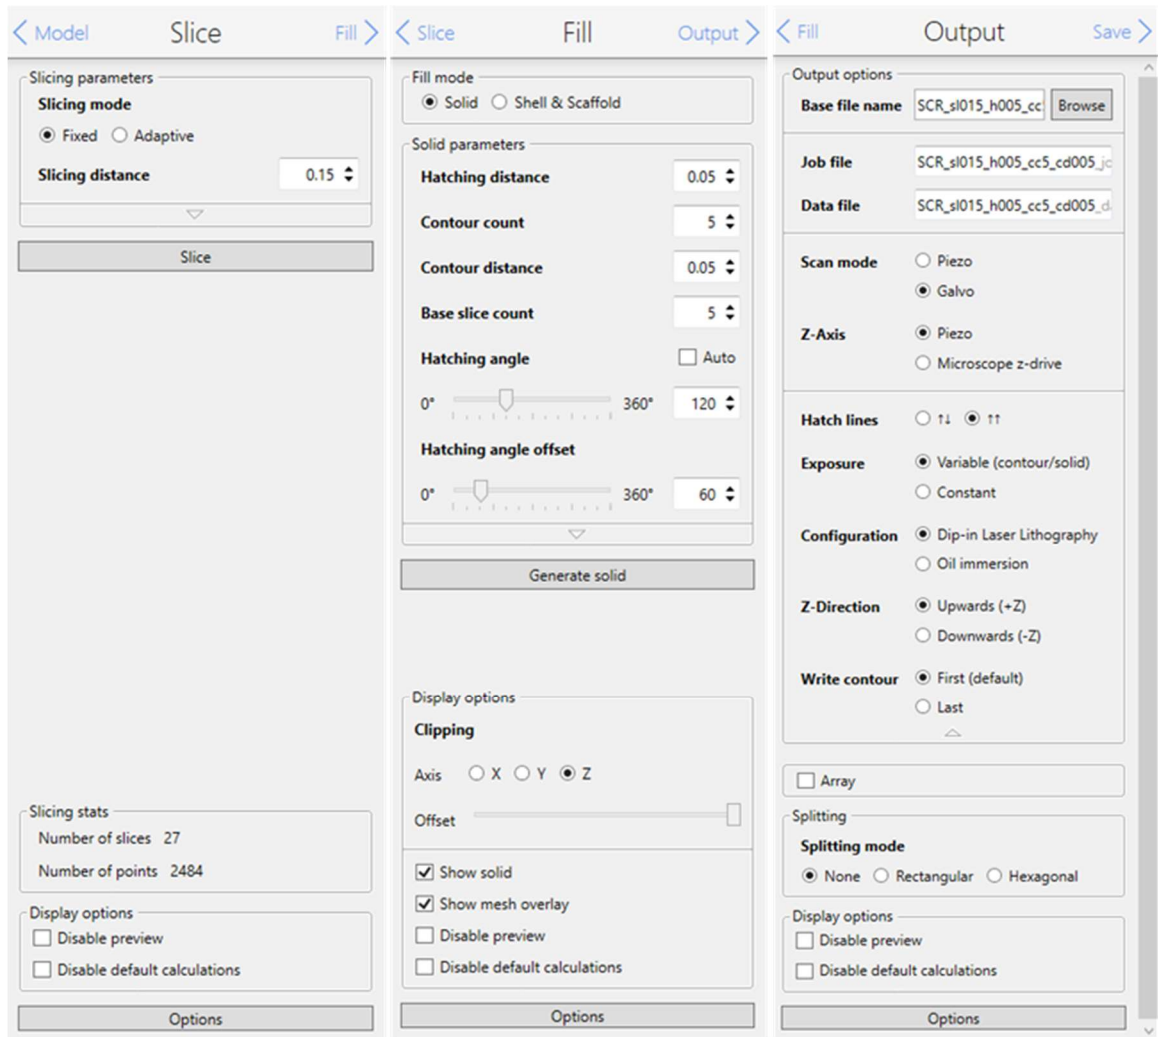 Model Slice Fill
Slicing parameters
Slicing mode
Fixed Adaptive
Slicing distance 0.15
Slice
Slicing stats
Number of slices 27
Number of points 2484
Display options
Disable preview
Disable default calculations
Options
Slice Fill Output
Fill mode
Solid Shell & Scaffold
Solid parameters
Hatching distance 0.05
Contour count 5
Contour distance 0.05
Base slice count 5
Hatching angle Auto
0° 360° 120
Hatching angle offset
0° 360° 60
Generate solid
Display options
Clipping
Axis X Y Z
Offset
Show solid
Show mesh overlay
Disable preview
Disable default calculations
Options
Fill Output Save
Output options
Base file name SCR_sl015_h005_cc5 Browse
Job file SCR_sl015_h005_cc5_cd005_jo
Data file SCR_sl015_h005_cc5_cd005_d
Scan mode Piezo
Galvo
Z-Axis Piezo
Microscope z-drive
Hatch lines ↑↓ ↑↑
Exposure Variable (contour/solid)
Constant
Configuration Dip-in Laser Lithography
Oil immersion
Z-Direction Upwards (+Z)
Downwards (-Z)
Write contour First (default)
Last
Array
Splitting
Splitting mode
None Rectangular Hexagonal
Display options
Disable preview
Disable default calculations
Options